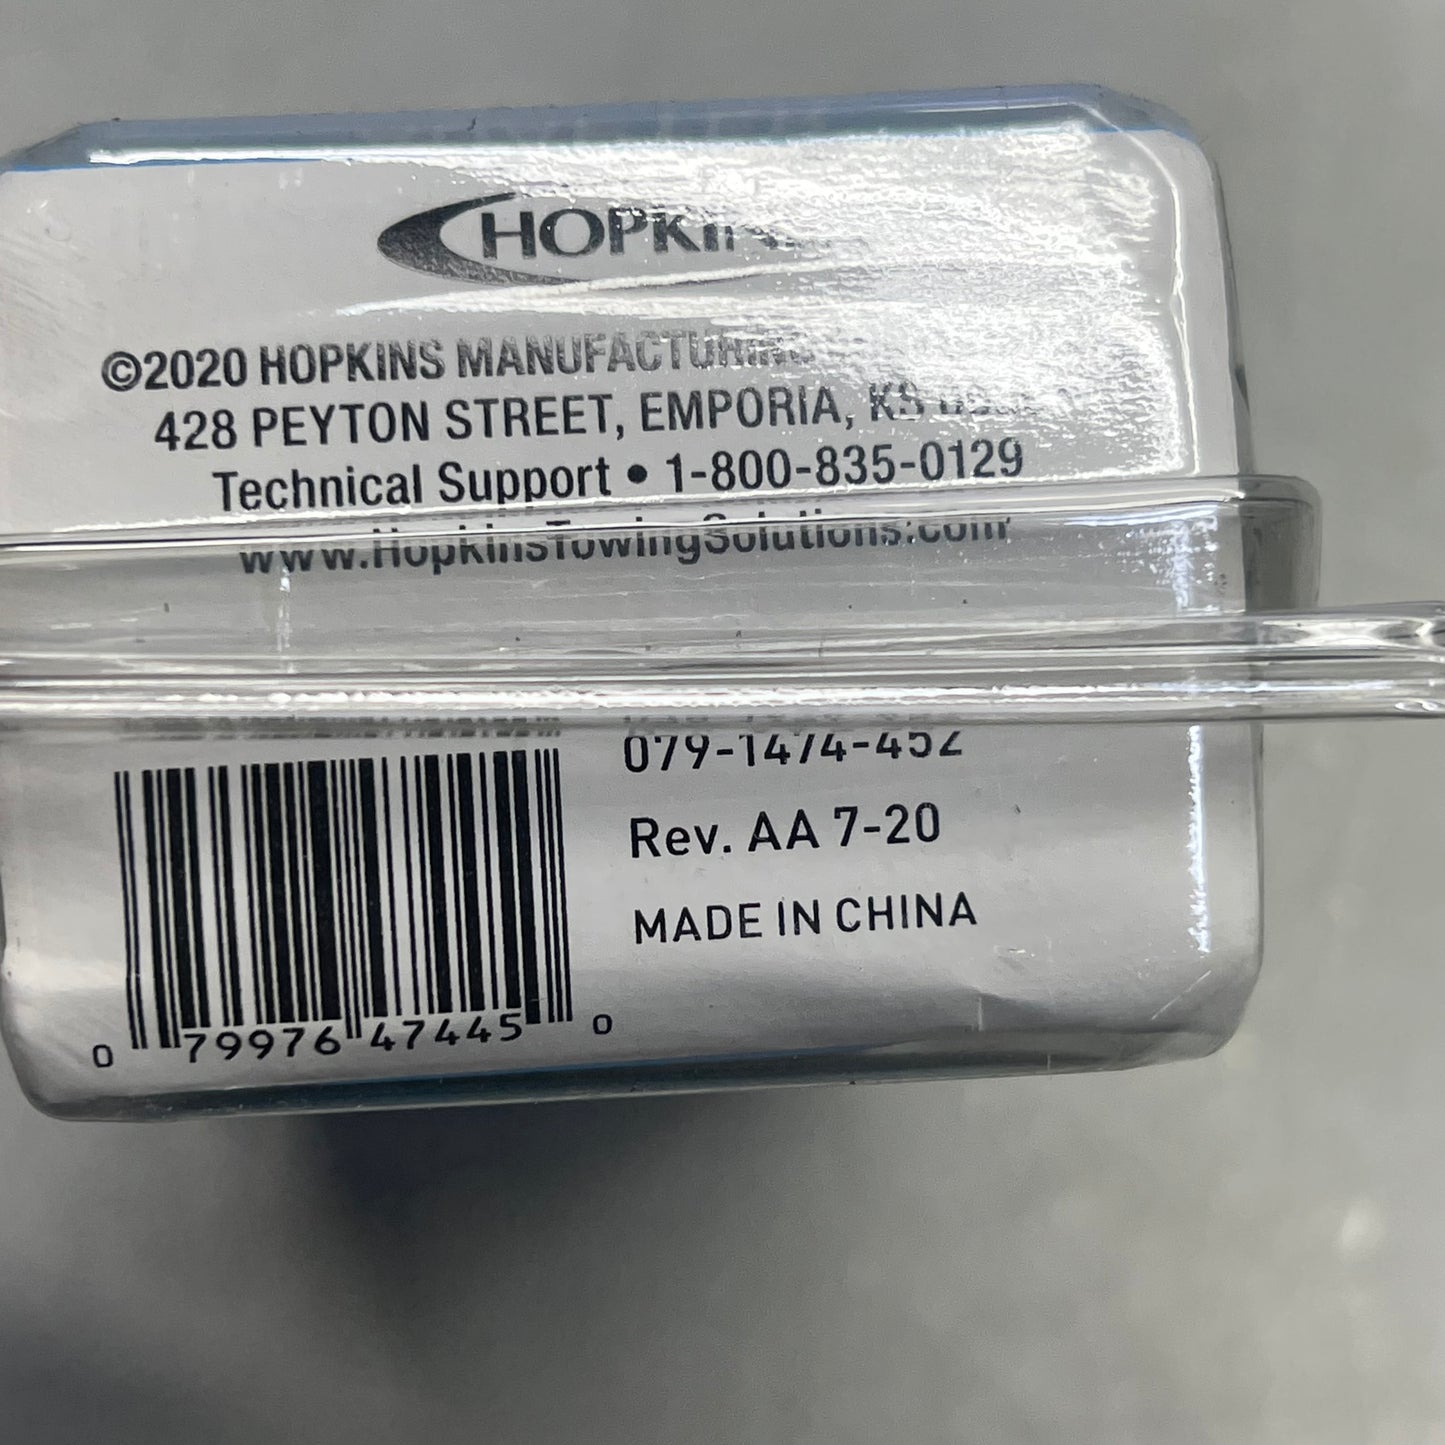 HOPKINS
©2020 HOPKINS MANUFACTURING
428 PEYTON STREET, EMPORIA, KS
Technical Support • 1-800-835-0129
www.HopkinsTowingSolutions.com
079-1474-452
Rev. AA 7-20
MADE IN CHINA
0 79976 47445 0